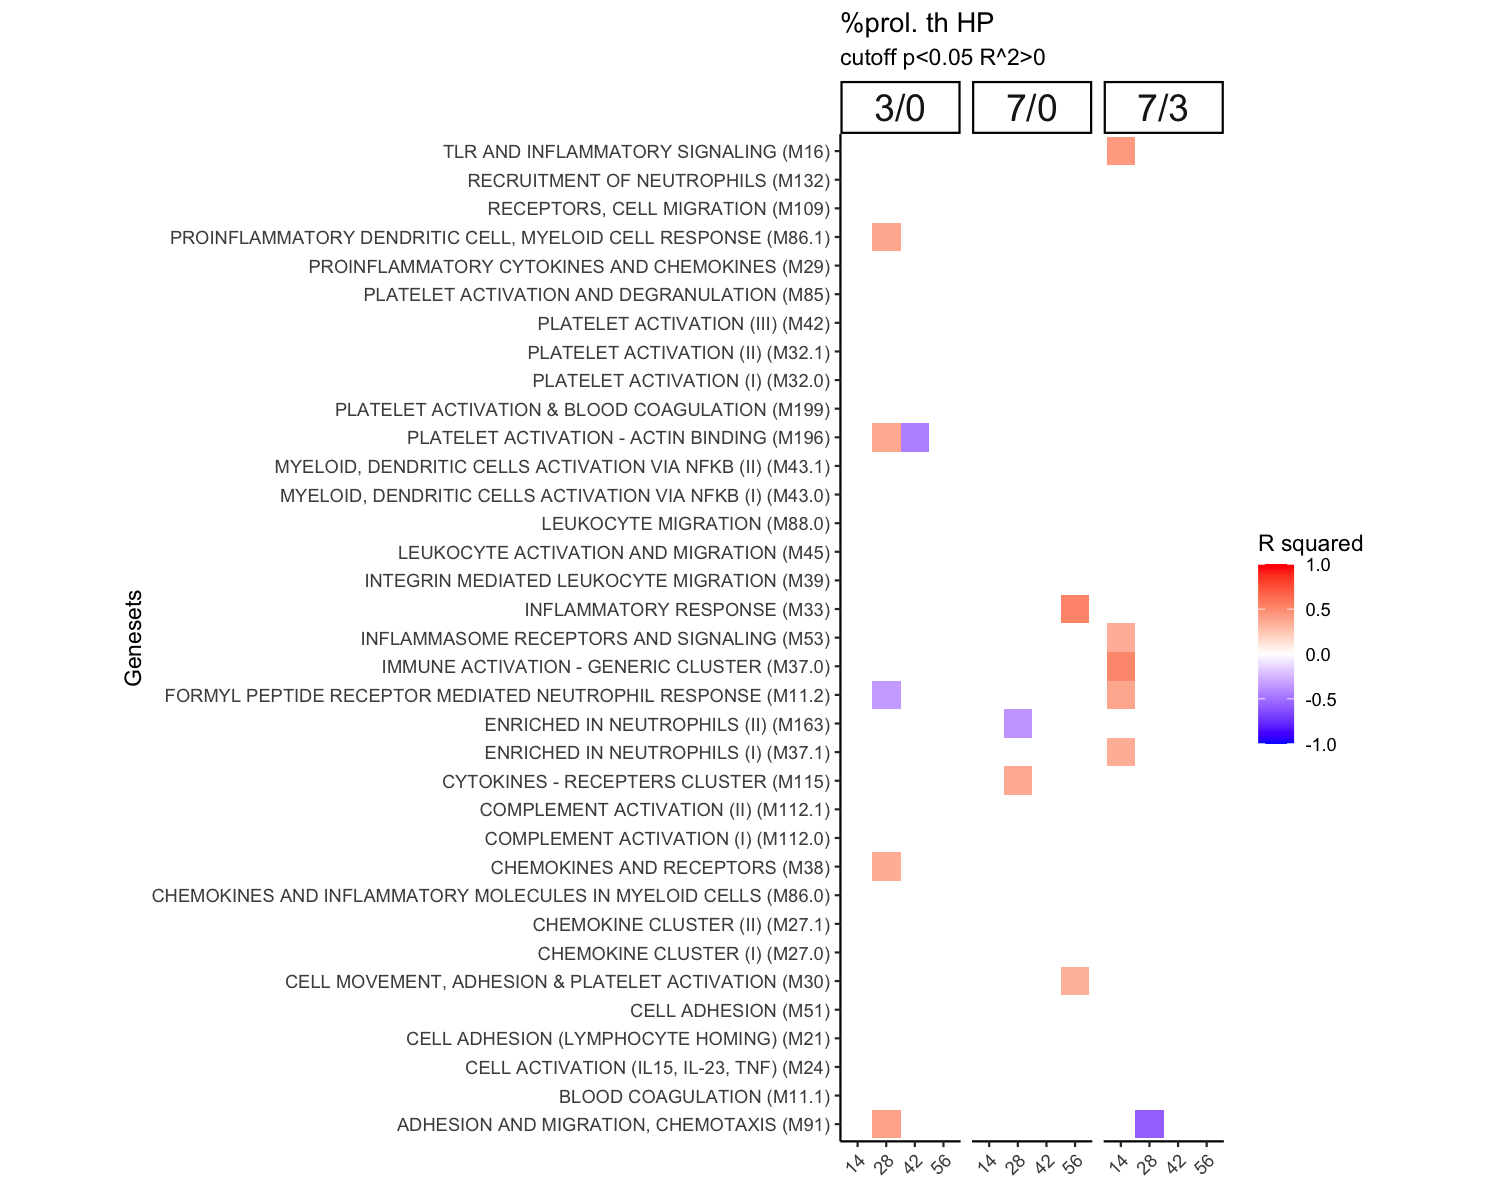 %prol. th HP
cutoff p<0.05 R^2>0
3/0 7/0 7/3
TLR AND INFLAMMATORY SIGNALING (M16)
RECRUITMENT OF NEUTROPHILS (M132)
RECEPTORS, CELL MIGRATION (M109)
PROINFLAMMATORY DENDRITIC CELL, MYELOID CELL RESPONSE (M86.1)
PROINFLAMMATORY CYTOKINES AND CHEMOKINES (M29)
PLATELET ACTIVATION AND DEGRANULATION (M85)
PLATELET ACTIVATION (III) (M42)
PLATELET ACTIVATION (II) (M32.1)
PLATELET ACTIVATION (I) (M32.0)
PLATELET ACTIVATION & BLOOD COAGULATION (M199)
PLATELET ACTIVATION - ACTIN BINDING (M196)
MYELOID, DENDRITIC CELLS ACTIVATION VIA NFKB (II) (M43.1)
MYELOID, DENDRITIC CELLS ACTIVATION VIA NFKB (I) (M43.0)
LEUKOCYTE MIGRATION (M88.0)
LEUKOCYTE ACTIVATION AND MIGRATION (M45)
INTEGRIN MEDIATED LEUKOCYTE MIGRATION (M39)
INFLAMMATORY RESPONSE (M33)
INFLAMMASOME RECEPTORS AND SIGNALING (M53)
IMMUNE ACTIVATION - GENERIC CLUSTER (M37.0)
FORMYL PEPTIDE RECEPTOR MEDIATED NEUTROPHIL RESPONSE (M11.2)
ENRICHED IN NEUTROPHILS (II) (M163)
ENRICHED IN NEUTROPHILS (I) (M37.1)
CYTOKINES - RECEPTERS CLUSTER (M115)
COMPLEMENT ACTIVATION (II) (M112.1)
COMPLEMENT ACTIVATION (I) (M112.0)
CHEMOKINES AND RECEPTORS (M38)
CHEMOKINES AND INFLAMMATORY MOLECULES IN MYELOID CELLS (M86.0)
CHEMOKINE CLUSTER (II) (M27.1)
CHEMOKINE CLUSTER (I) (M27.0)
CELL MOVEMENT, ADHESION & PLATELET ACTIVATION (M30)
CELL ADHESION (M51)
CELL ADHESION (LYMPHOCYTE HOMING) (M21)
CELL ACTIVATION (IL15, IL-23, TNF) (M24)
BLOOD COAGULATION (M11.1)
ADHESION AND MIGRATION, CHEMOTAXIS (M91)
Genesets
14 28 42 56 14 28 42 56 14 28 42 56
R squared
1.0
0.5
0.0
-0.5
-1.0